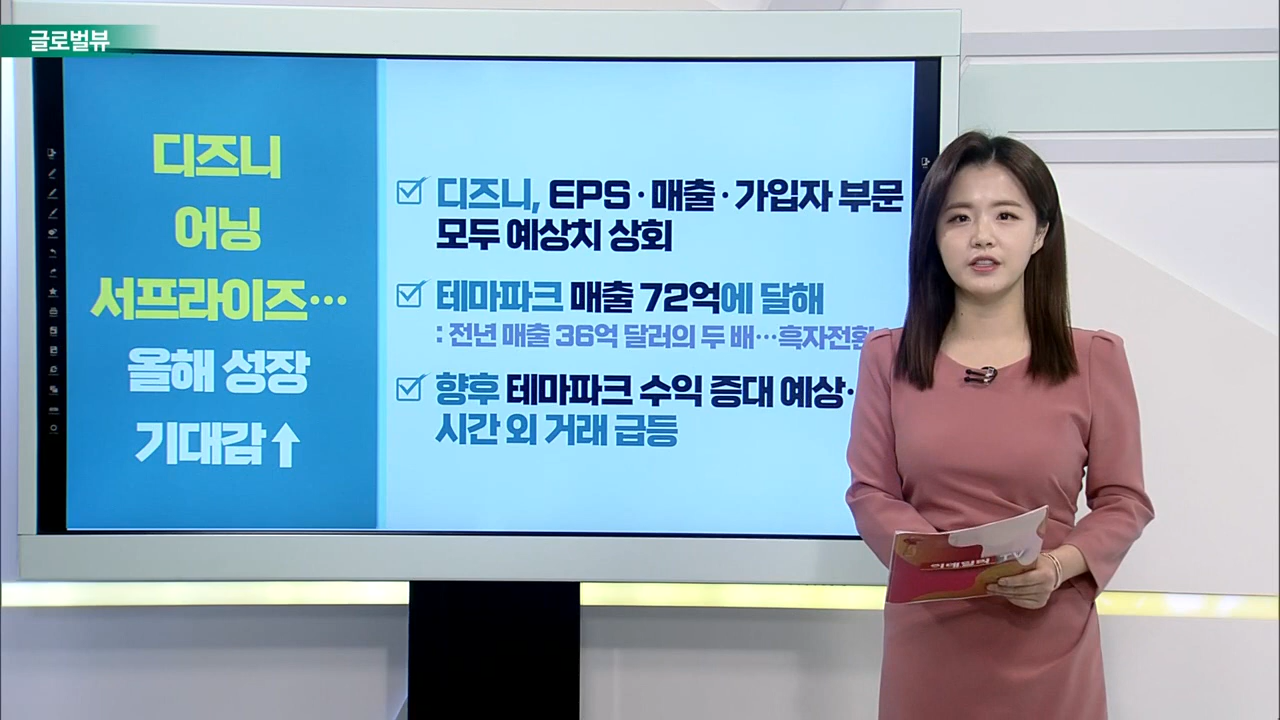 글로벌뷰
디즈니
어닝
서프라이즈…
올해 성장
기대감↑
디즈니, EPS·매출·가입자 부문
모두 예상치 상회
테마파크 매출 72억에 달해
: 전년 매출 36억 달러의 두 배…흑자전환
향후 테마파크 수익 증대 예상·
시간 외 거래 급등
이데일리